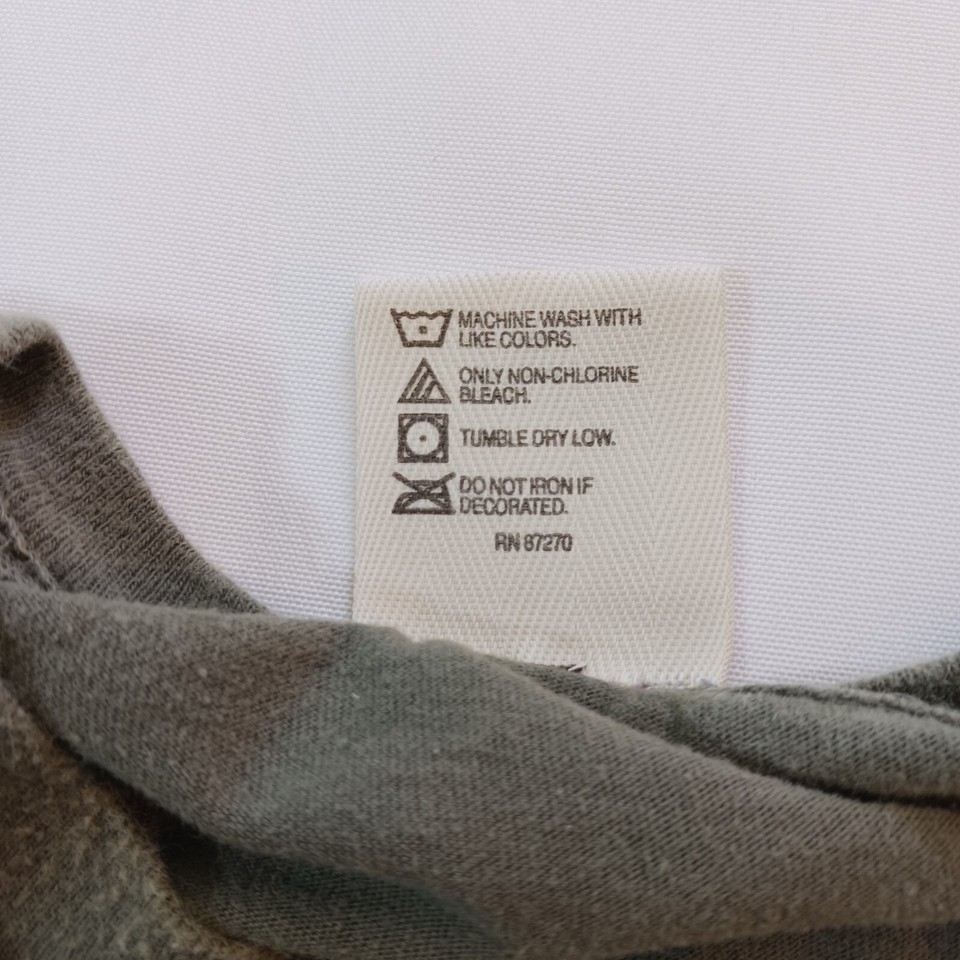 MACHINE WASH WITH
LIKE COLORS.
ONLY NON-CHLORINE
BLEACH.
TUMBLE DRY LOW.
DO NOT IRON IF
DECORATED.
RN 87270